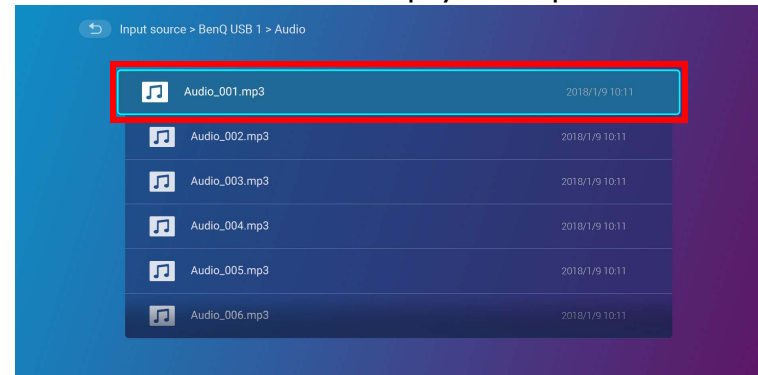 Input source > BenQ USB 1 > Audio
Audio_001.mp3 2018/1/9 10:11
Audio_002.mp3 2018/1/9 10:11
Audio_003.mp3 2018/1/9 10:11
Audio_004.mp3 2018/1/9 10:11
Audio_005.mp3 2018/1/9 10:11
Audio_006.mp3 2018/1/9 10:11